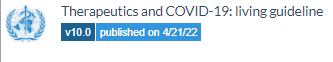 Therapeutics and COVID-19: living guideline
v10.0 published on 4/21/22